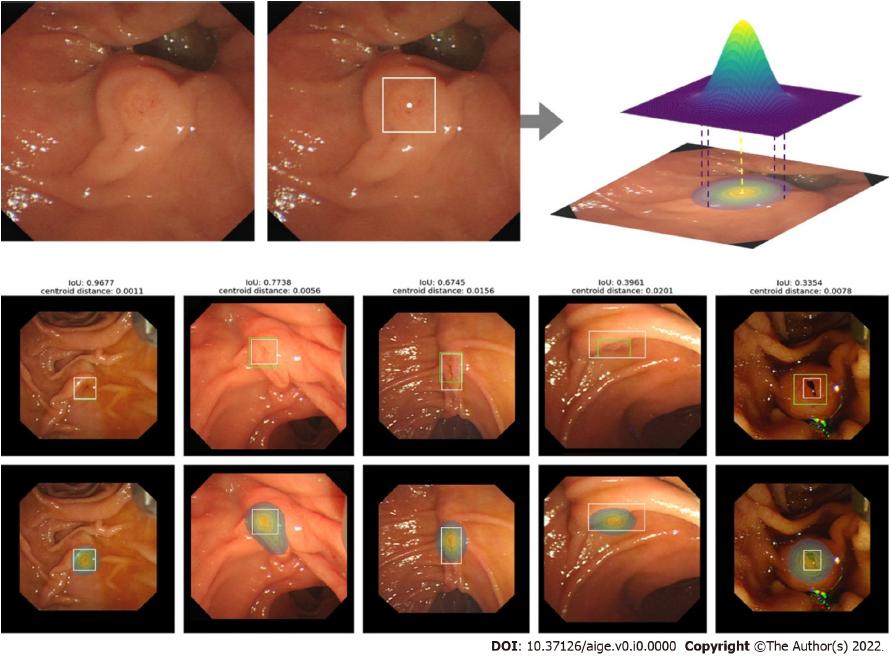 IoU: 0.9677
centroid distance: 0.0011
IoU: 0.7738
centroid distance: 0.0056
IoU: 0.6745
centroid distance: 0.0156
IoU: 0.3961
centroid distance: 0.0201
IoU: 0.3354
centroid distance: 0.0078
DOI: 10.37126/aige.v0.i0.0000 Copyright ©The Author(s) 2022.